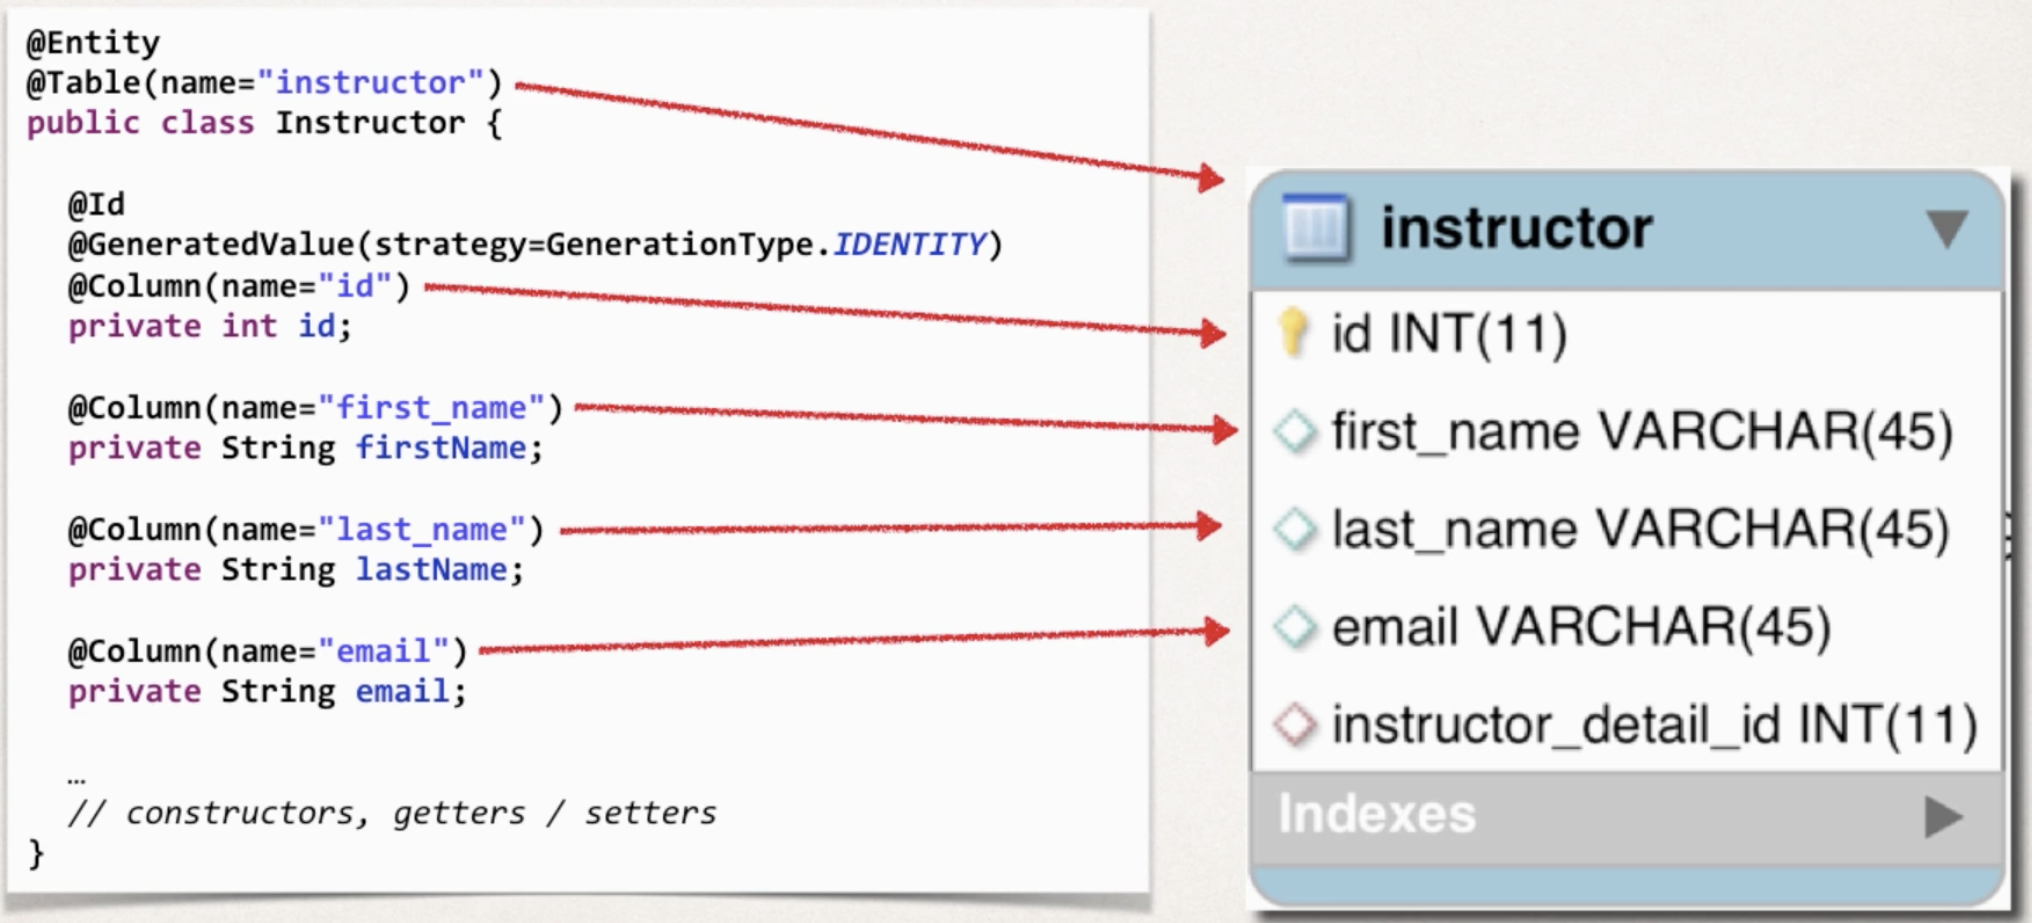 @Entity
@Table(name="instructor")
public class Instructor {
@Id
@GeneratedValue(strategy=GenerationType.IDENTITY)
@Column(name="id")
private int id;
@Column(name="first_name")
private String firstName;
@Column(name="last_name")
private String lastName;
@Column(name="email")
private String email;
…
// constructors, getters / setters
}
instructor
id INT(11)
first_name VARCHAR(45)
last_name VARCHAR(45)
email VARCHAR(45)
instructor_detail_id INT(11)
Indexes